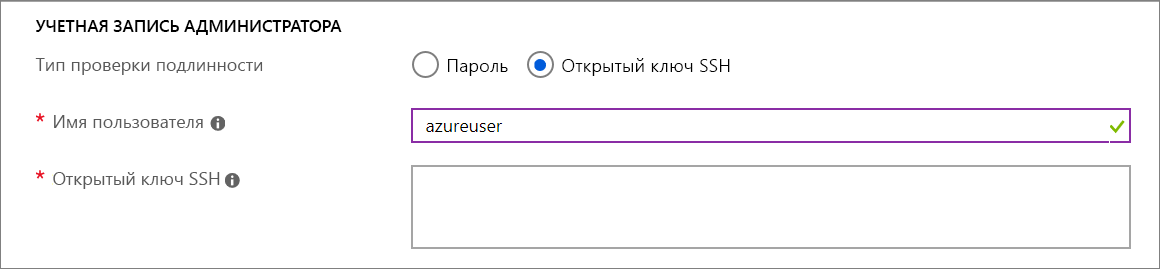 УЧЕТНАЯ ЗАПИСЬ АДМИНИСТРАТОРА
Тип проверки подлинности Пароль Открытый ключ SSH
* Имя пользователя azureuser
* Открытый ключ SSH